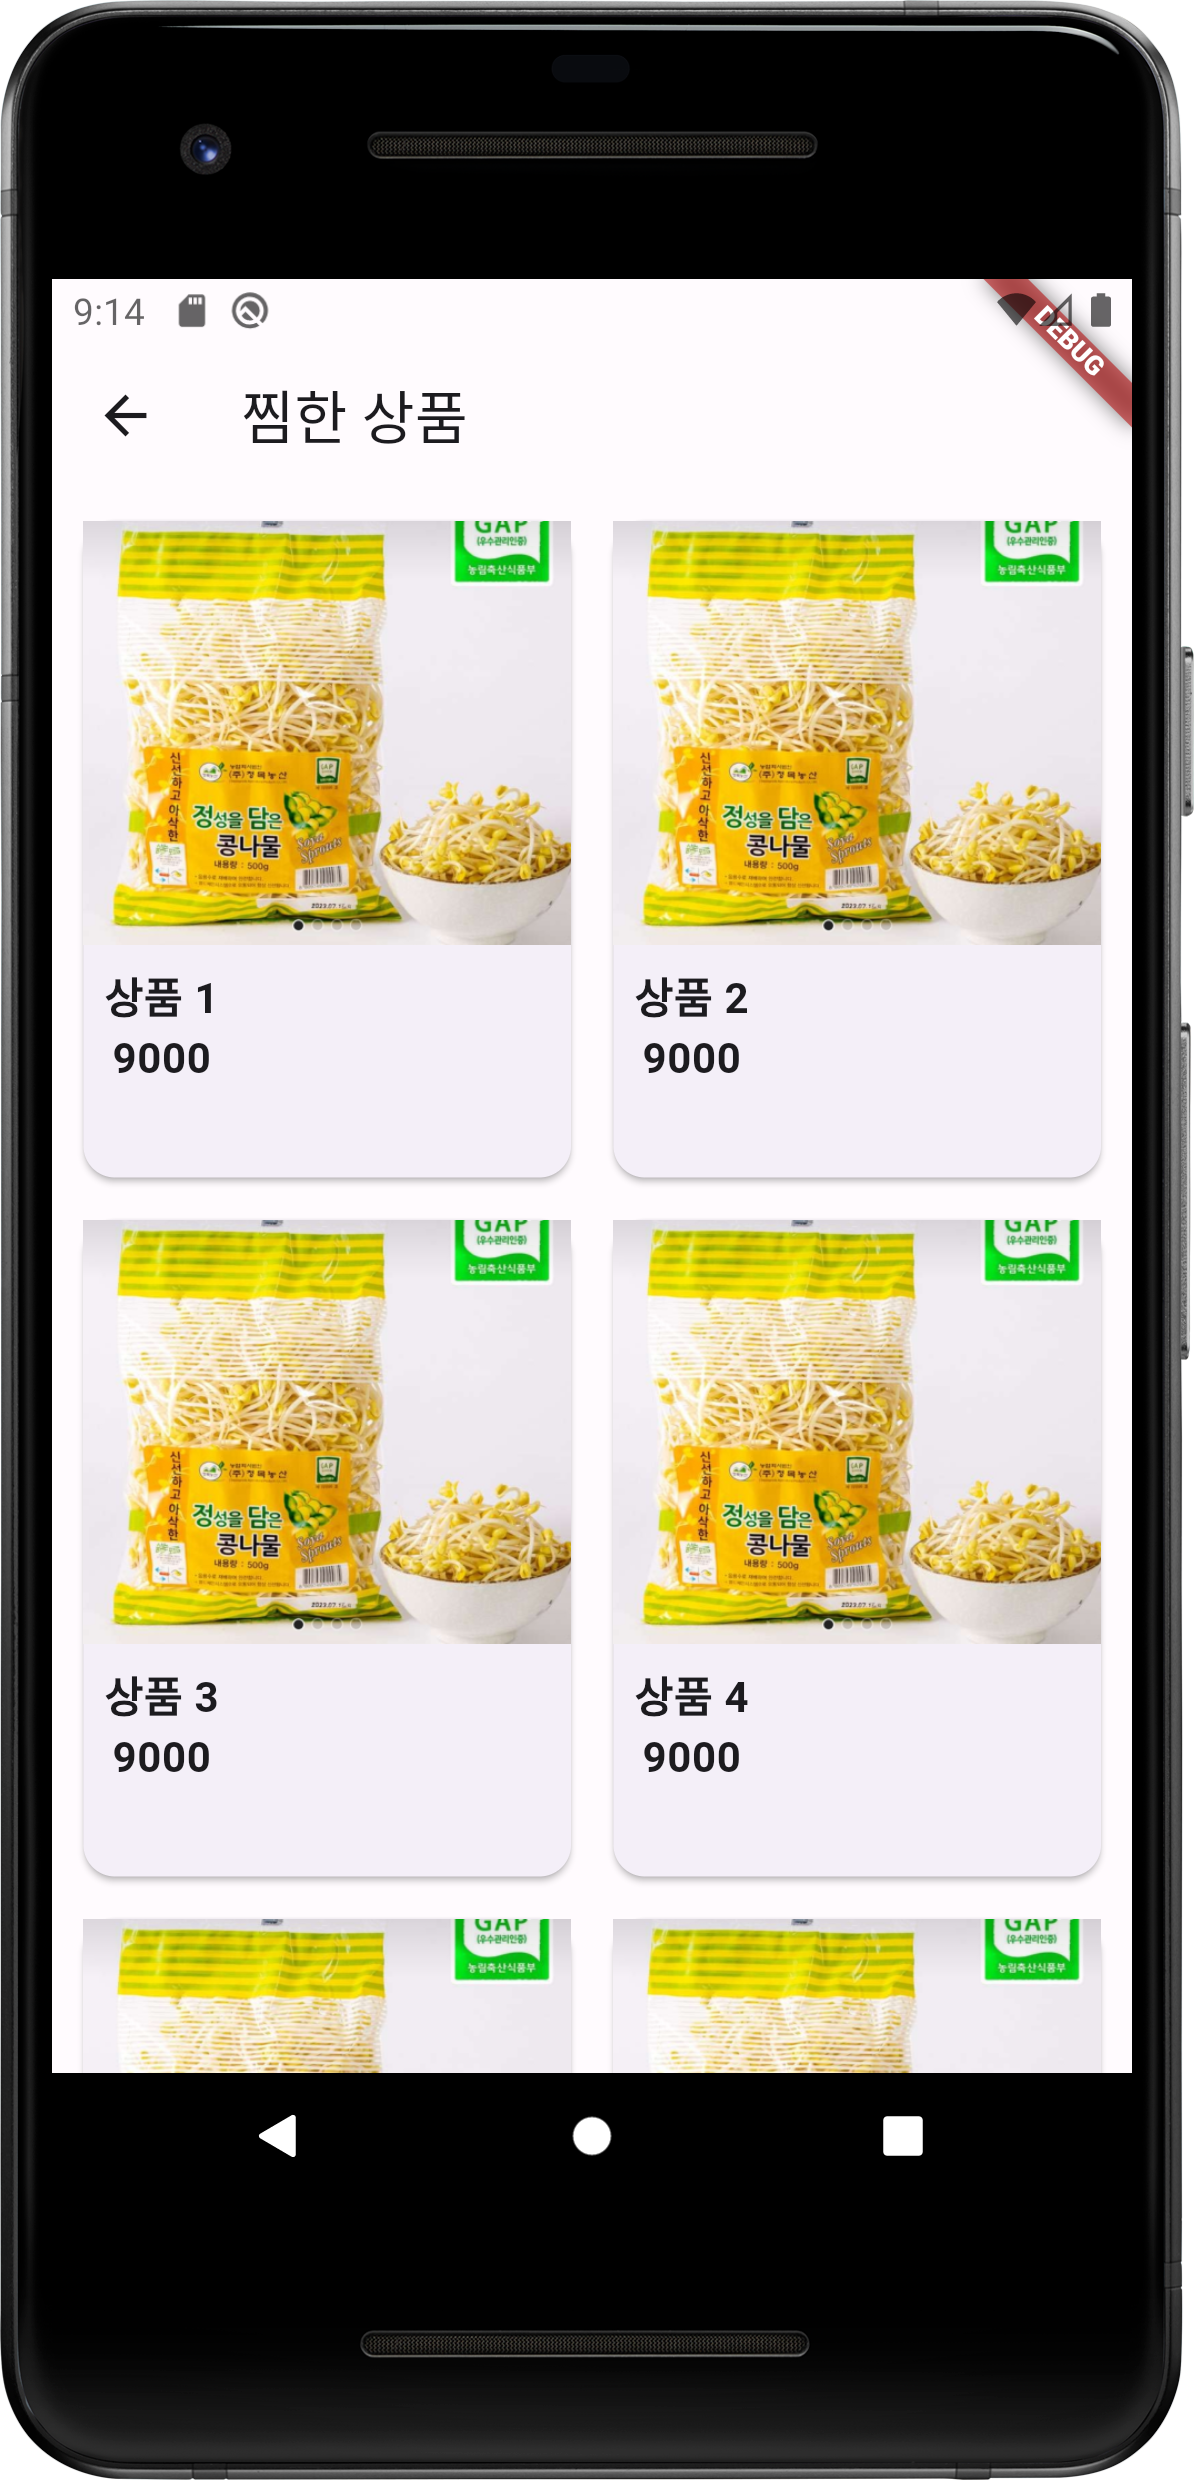 9:14
DEBUG
찜한 상품
GAP
(우수관리인증)
농림축산식품부
신선하고 아삭한
정성을 담은
콩나물
Soya Sprouts
내용량 : 500g
상품 1
9000
GAP
(우수관리인증)
농림축산식품부
신선하고 아삭한
정성을 담은
콩나물
Soya Sprouts
내용량 : 500g
상품 2
9000
GAP
(우수관리인증)
농림축산식품부
신선하고 아삭한
정성을 담은
콩나물
Soya Sprouts
내용량 : 500g
상품 3
9000
GAP
(우수관리인증)
농림축산식품부
신선하고 아삭한
정성을 담은
콩나물
Soya Sprouts
내용량 : 500g
상품 4
9000
GAP
(우수관리인증)
농림축산식품부
GAP
(우수관리인증)
농림축산식품부